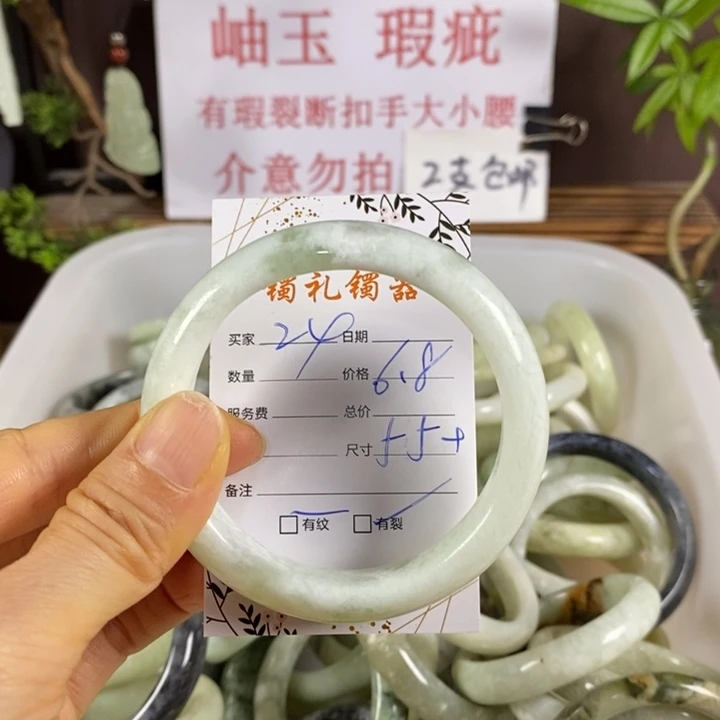 岫玉 瑕疵
有瑕裂断扣手大小腰
介意勿拍 2支包邮
镯礼镯器
买家 24 日期
数量 价格 6.8
服务费 总价
尺寸 55+
备注
□有纹 □有裂